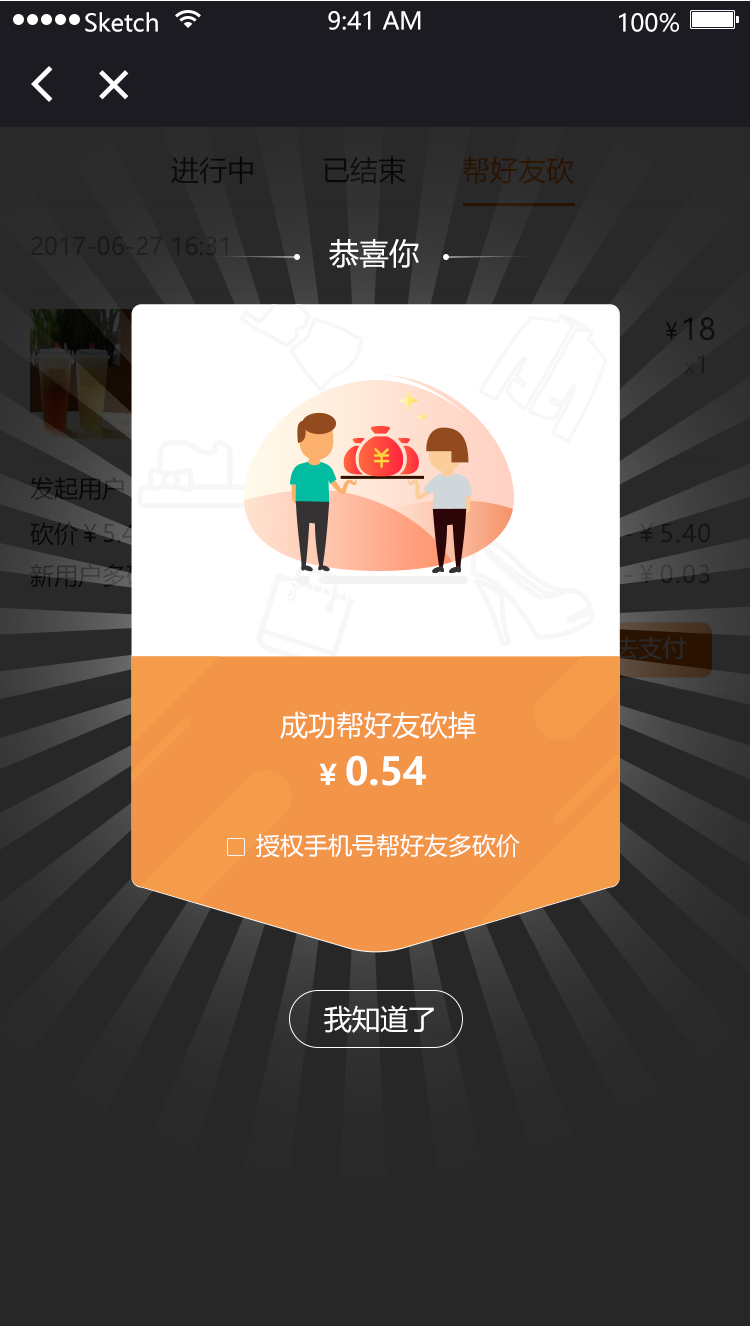 Sketch 9:41 AM 100%
进行中 已结束 帮好友砍
2017-06-27 16:31
恭喜你
¥18
x1
发起用户
砍价¥5.4
- ¥5.40
新用户多
- ¥0.03
去支付
成功帮好友砍掉
¥ 0.54
授权手机号帮好友多砍价
我知道了